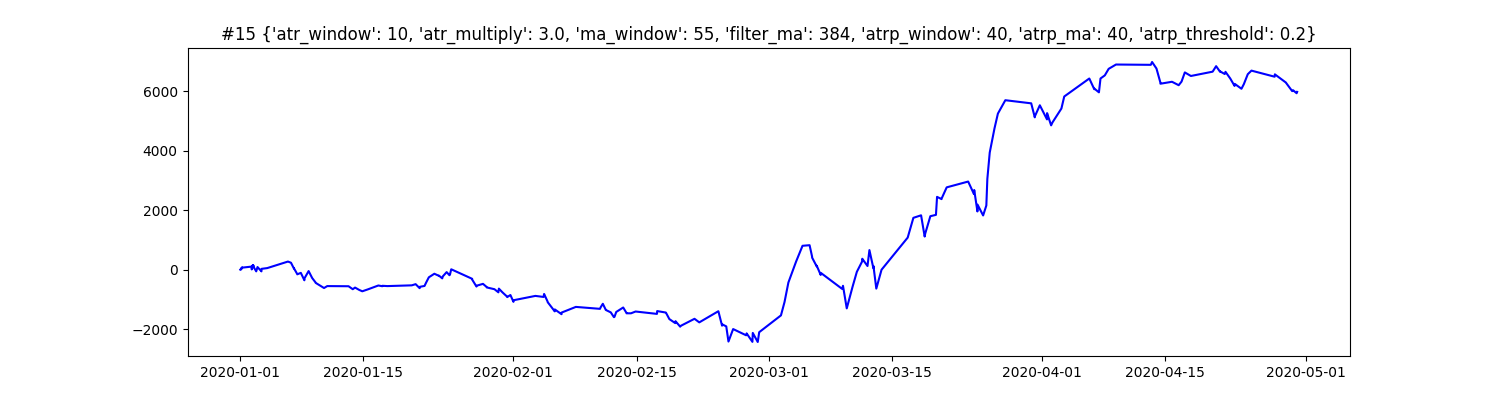 #15 {'atr_window': 10, 'atr_multiply': 3.0, 'ma_window': 55, 'filter_ma': 384, 'atrp_window': 40, 'atrp_ma': 40, 'atrp_threshold': 0.2}
6000
4000
2000
0
−2000
2020-01-01 2020-01-15 2020-02-01 2020-02-15 2020-03-01 2020-03-15 2020-04-01 2020-04-15 2020-05-01